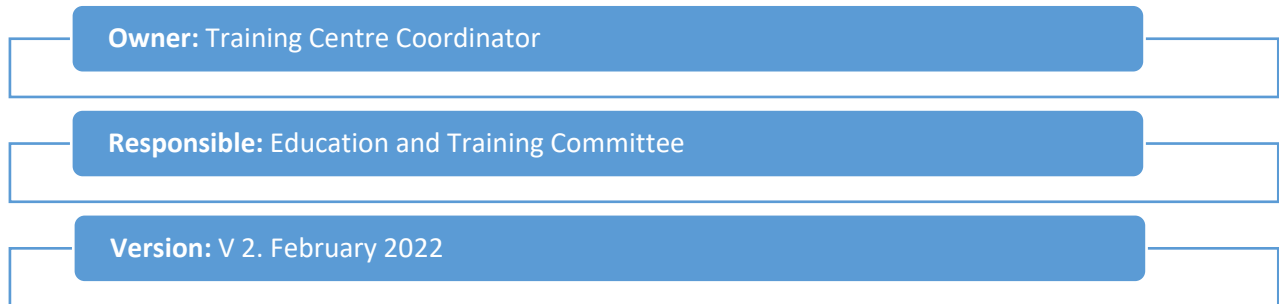 Owner: Training Centre Coordinator
Responsible: Education and Training Committee
Version: V 2. February 2022